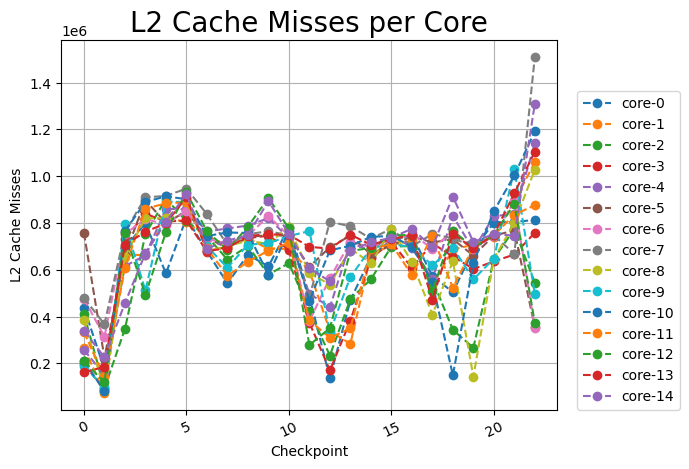 L2 Cache Misses per Core
1e6
1.4
1.2
1.0
0.8
0.6
0.4
0.2
L2 Cache Misses
0
5
10
15
20
Checkpoint
core-0
core-1
core-2
core-3
core-4
core-5
core-6
core-7
core-8
core-9
core-10
core-11
core-12
core-13
core-14